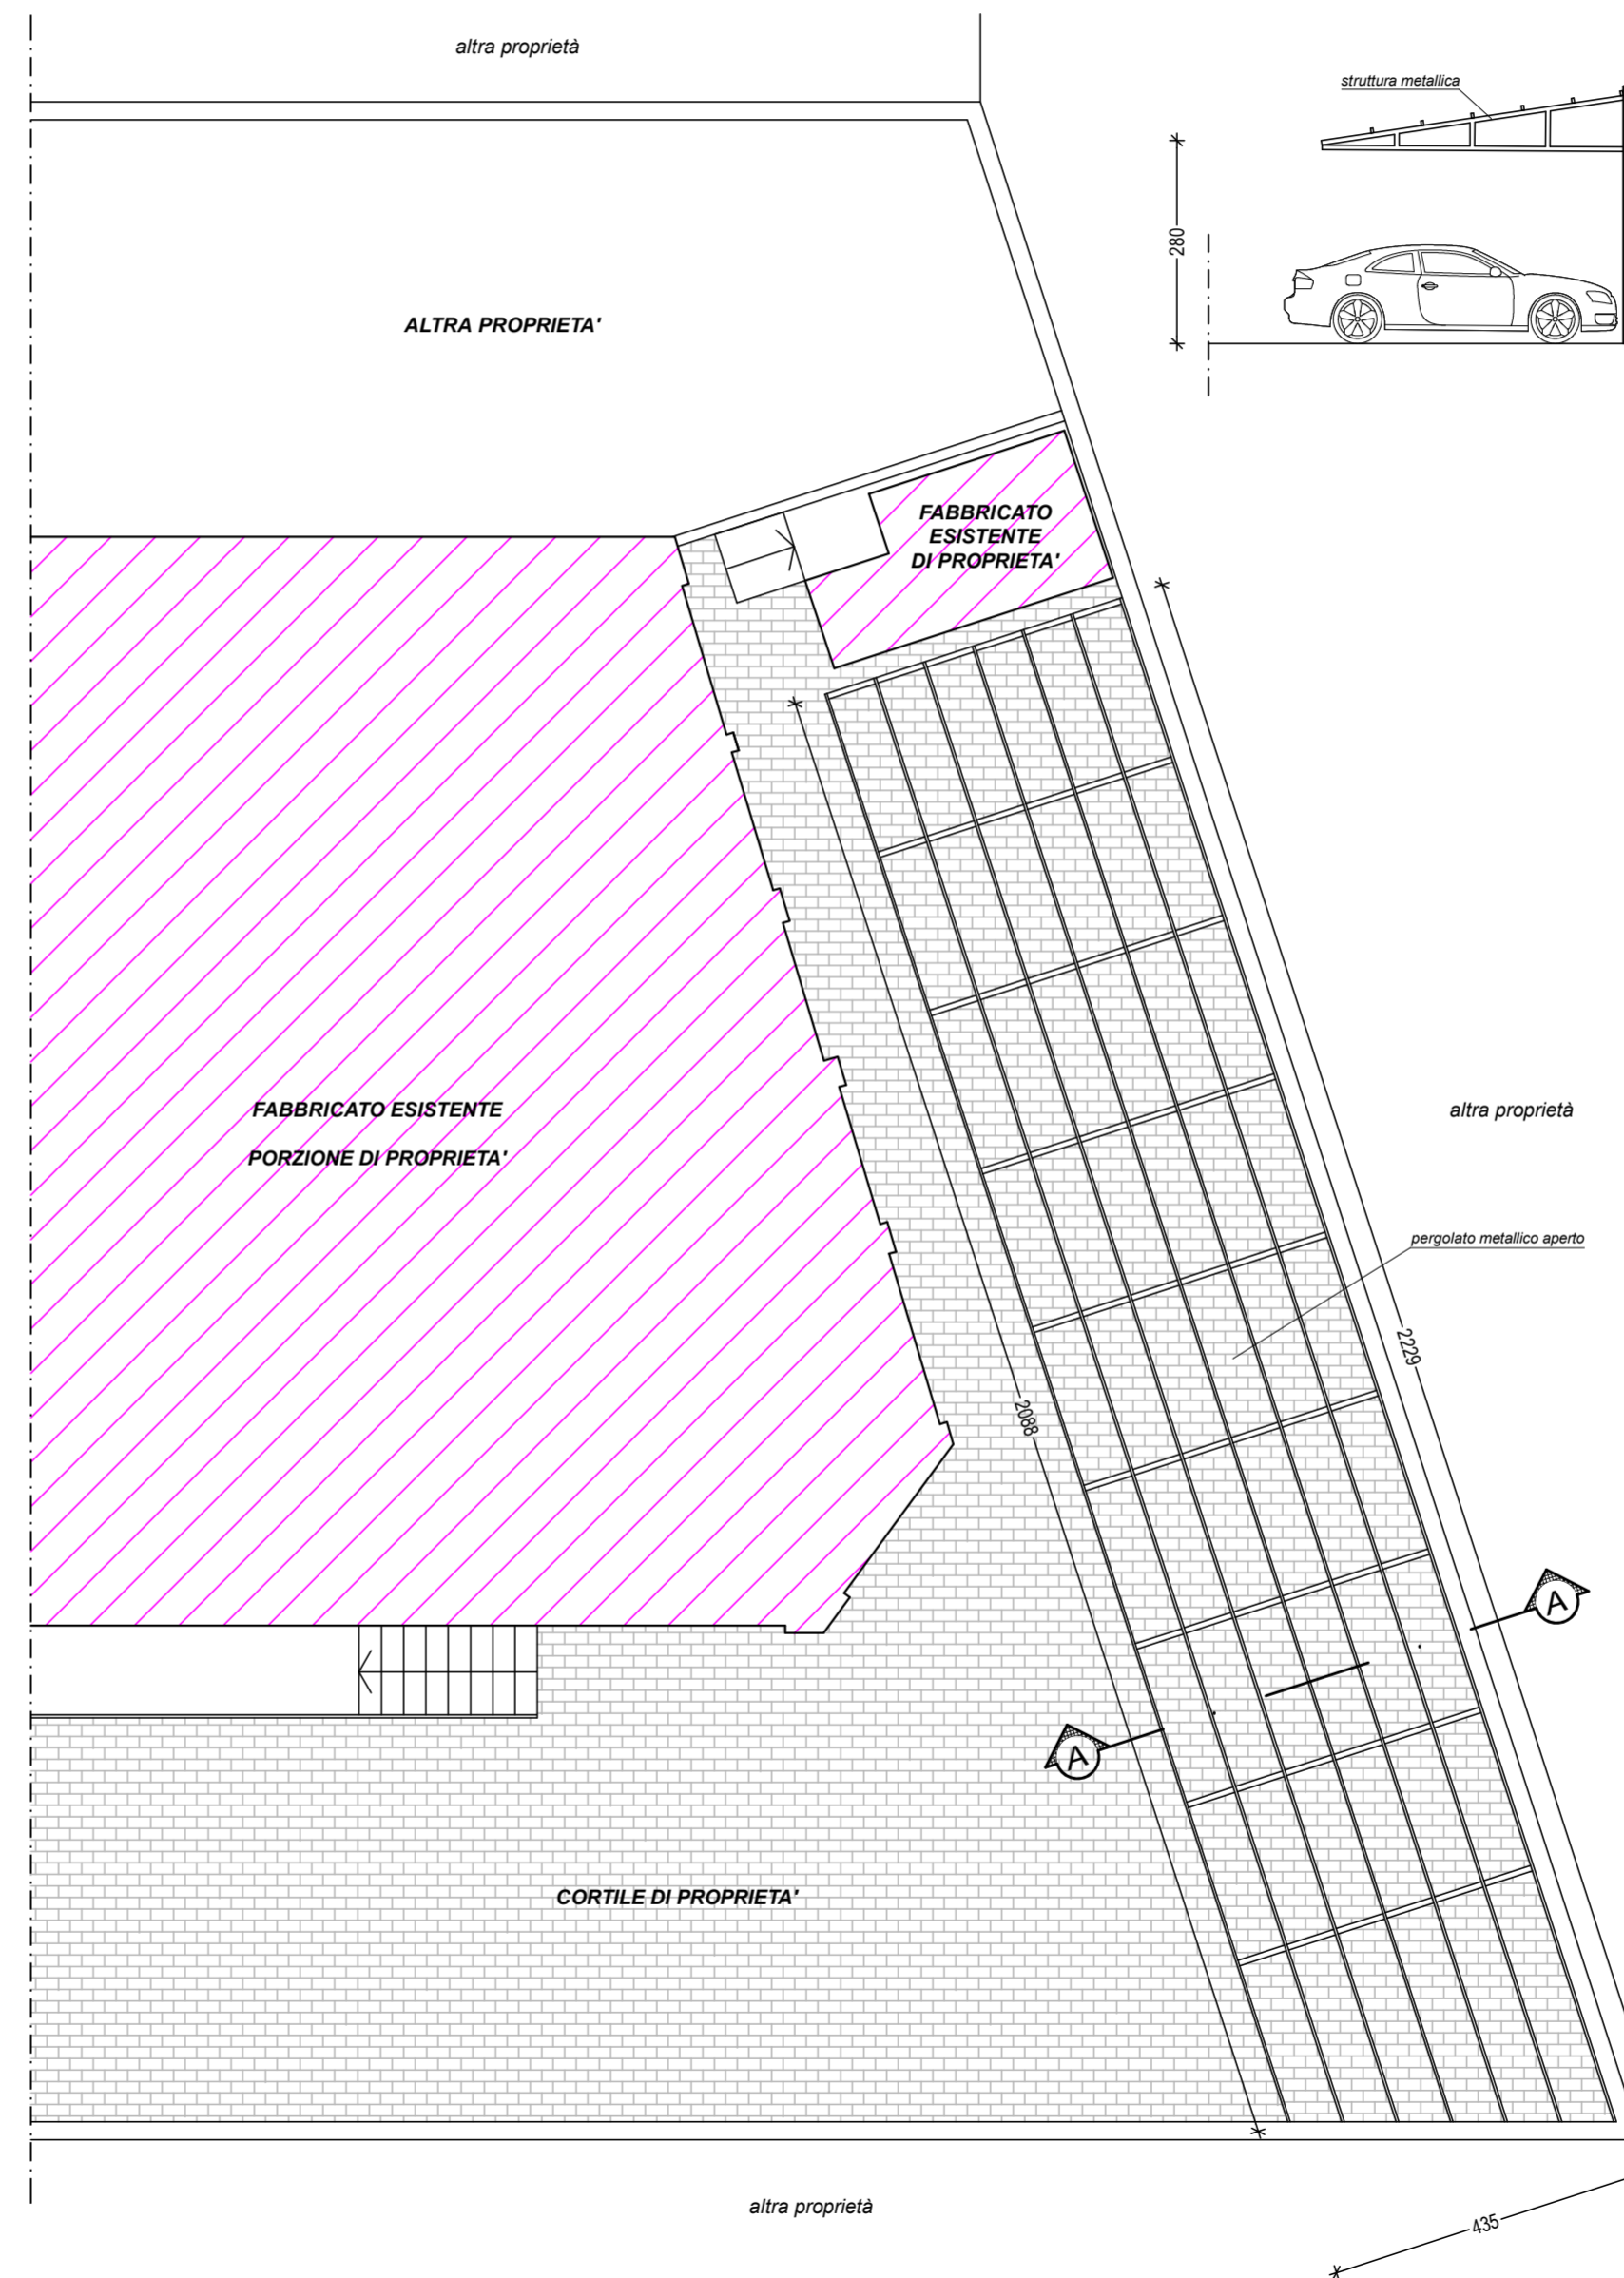 altra proprietà
struttura metallica
280
ALTRA PROPRIETA'
FABBRICATO
ESISTENTE
DI PROPRIETA'
FABBRICATO ESISTENTE
PORZIONE DI PROPRIETA'
altra proprietà
pergolato metallico aperto
2229
2088
A
A
CORTILE DI PROPRIETA'
altra proprietà
435